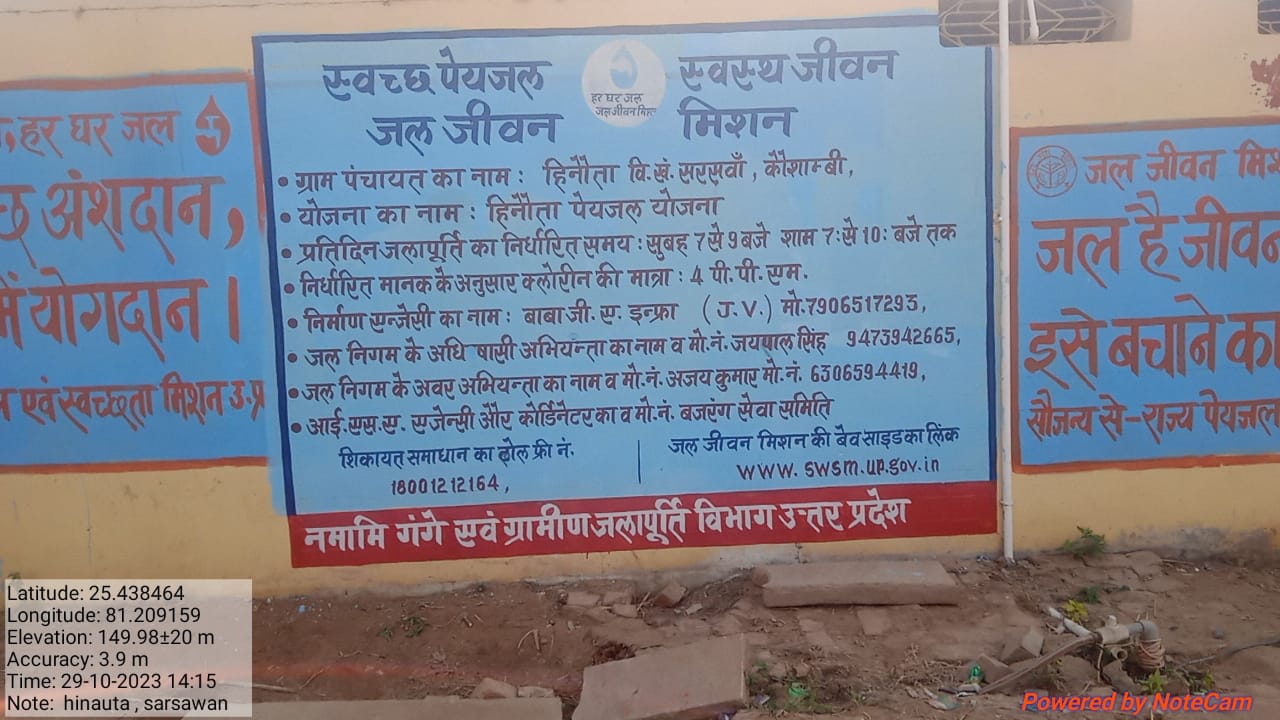 हर घर जल
अंशदान,
में योगदान ।
एवं स्वच्छता मिशन उ.प्र
स्वच्छ पेयजल स्वस्थ जीवन
हर घर जल
जल जीवन मिशन
जल जीवन मिशन
• ग्राम पंचायत का नाम : हिनौता वि.खं. सरसवाँ , कौशाम्बी,
• योजना का नाम : हिनौता पेयजल योजना
• प्रतिदिन जलापूर्ति का निर्धारित समय : सुबह 7 से 9 बजे शाम 7: से 10: बजे तक
• निर्धारित मानक के अनुसार क्लोरीन की मात्रा : 4 पी.पी.एम.
• निर्माण एन्जेसी का नाम : बाबा जी. ए. इन्फ्रा (J.V.) मो.7906517293,
• जल निगम के अधि षासी अभियन्ता का नाम व मो.नं. जयपाल सिंह 9473942665,
• जल निगम के अवर अभियन्ता का नाम व मो.नं. अजय कुमार मो.नं. 6306594419,
• आई.एस.ए. एजेन्सी और कोर्डिनेटर का व मो.नं. बजरंग सेवा समिति
शिकायत समाधान का टोल फ्री नं.
18001212164,
जल जीवन मिशन की बैवसाइड का लिंक
www. swsm.up.gov.in
नमामि गंगे एवं ग्रामीण जलापूर्ति विभाग उत्तर प्रदेश
जल जीवन मिश
जल है जीवन
इसे बचाने का
सौजन्य से-राज्य पेयजल
Latitude: 25.438464
Longitude: 81.209159
Elevation: 149.98±20 m
Accuracy: 3.9 m
Time: 29-10-2023 14:15
Note: hinauta , sarsawan
Powered by NoteCam